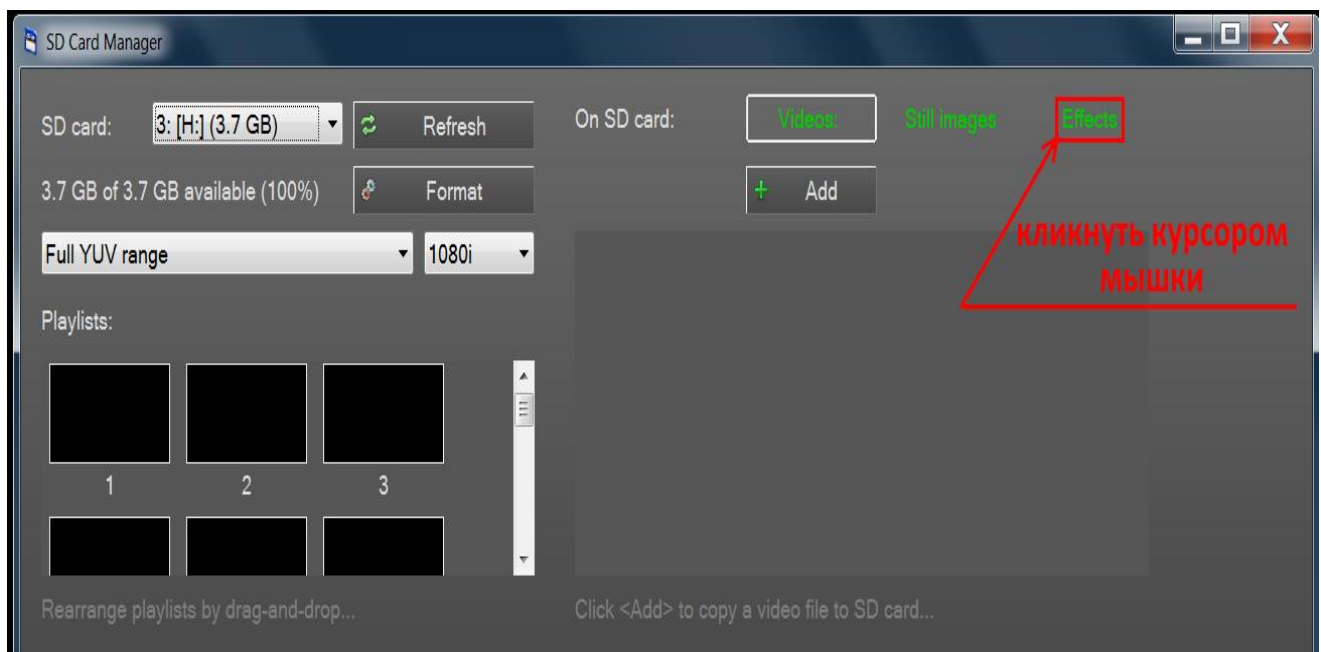 SD Card Manager
SD card: 3: [H:] (3.7 GB) Refresh On SD card: Videos: Still images Effects
3.7 GB of 3.7 GB available (100%) Format Add
кликнуть курсором
мышки
Full YUV range 1080i
Playlists:
1 2 3
Rearrange playlists by drag-and-drop... Click <Add> to copy a video file to SD card...